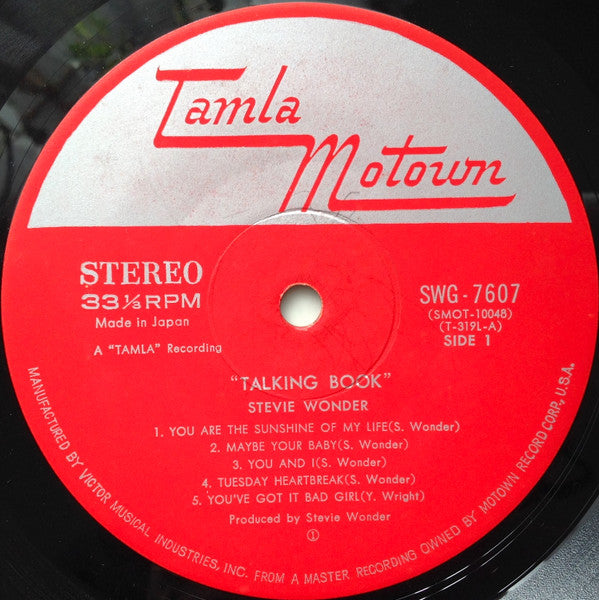 Tamla
Motown
STEREO
33⅓RPM
Made in Japan
A "TAMLA" Recording
SWG-7607
(SMOT-10048)
(T-319L-A)
SIDE 1
"TALKING BOOK"
STEVIE WONDER
1. YOU ARE THE SUNSHINE OF MY LIFE(S. Wonder)
2. MAYBE YOUR BABY(S. Wonder)
3. YOU AND I(S. Wonder)
4. TUESDAY HEARTBREAK(S. Wonder)
5. YOU'VE GOT IT BAD GIRL(Y. Wright)
Produced by Stevie Wonder
①
MANUFACTURED BY VICTOR MUSICAL INDUSTRIES, INC. FROM A MASTER RECORDING OWNED BY MOTOWN RECORD CORP., U.S.A.